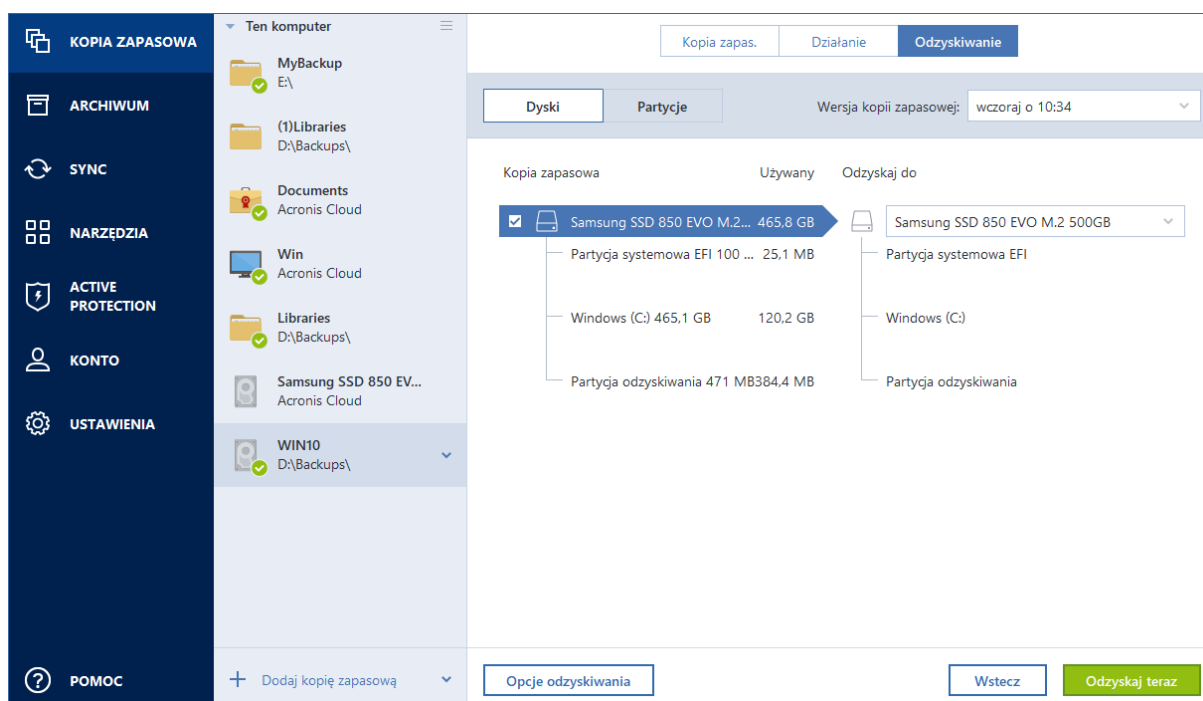 KOPIA ZAPASOWA
ARCHIWUM
SYNC
NARZĘDZIA
ACTIVE
PROTECTION
KONTO
USTAWIENIA
POMOC
Ten komputer
MyBackup
E:\
(1)Libraries
D:\Backups\
Documents
Acronis Cloud
Win
Acronis Cloud
Libraries
D:\Backups\
Samsung SSD 850 EV...
Acronis Cloud
WIN10
D:\Backups\
Dodaj kopię zapasową
Kopia zapas. Działanie Odzyskiwanie
Dyski Partycje Wersja kopii zapasowej: wczoraj o 10:34
Kopia zapasowa Używany Odzyskaj do
Samsung SSD 850 EVO M.2... 465,8 GB Samsung SSD 850 EVO M.2 500GB
Partycja systemowa EFI 100 ... 25,1 MB Partycja systemowa EFI
Windows (C:) 465,1 GB 120,2 GB Windows (C:)
Partycja odzyskiwania 471 MB 384,4 MB Partycja odzyskiwania
Opcje odzyskiwania Wstecz Odzyskaj teraz